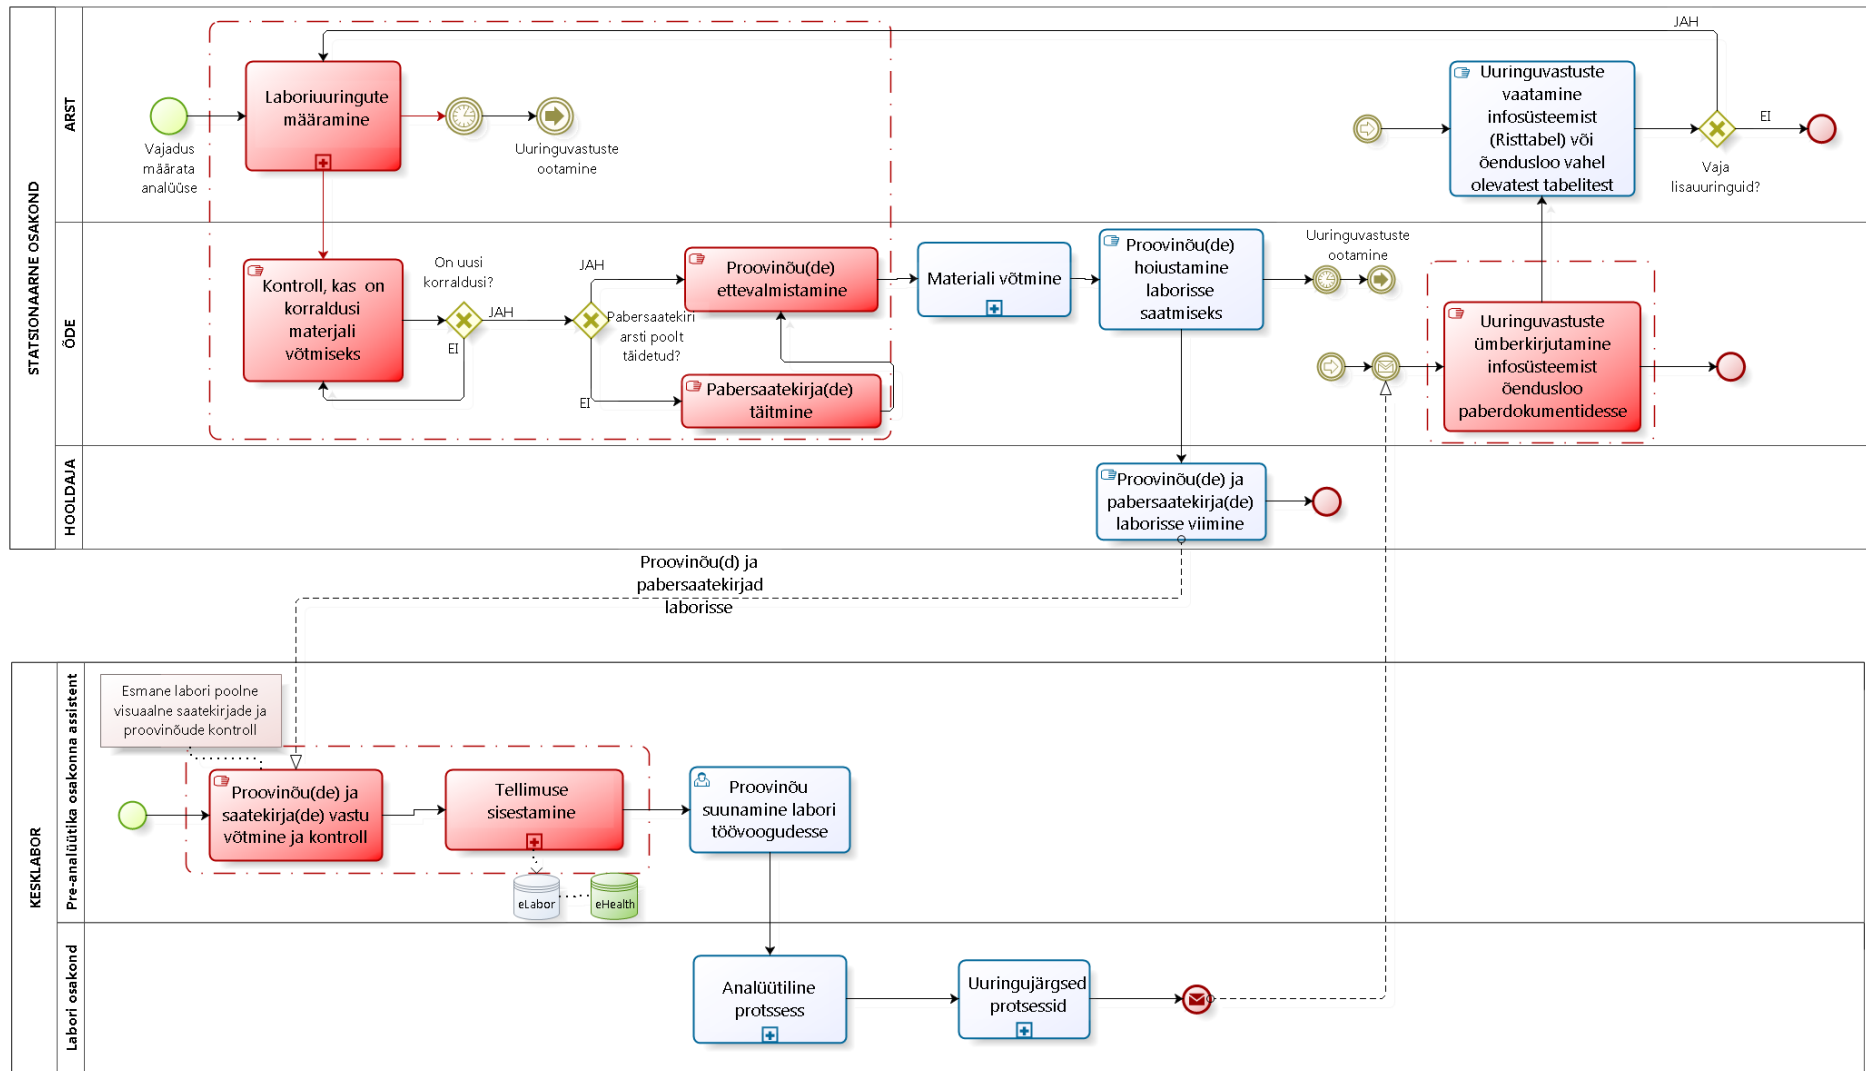 STATSIONAARNE OSAKOND
ARST
Vajadus
määrata
analüüse
Laboriuuringute
määramine
Uuringuvastuste
ootamine
Uuringuvastuste
vaatamine
infosüsteemist
(Risttabel) või
õendusloo vahel
olevatest tabelitest
JAH
EI
Vaja
lisauuringuid?
ÕDE
Kontroll, kas on
korraldusi
materjali
võtmiseks
On uusi
korraldusi?
JAH
EI
JAH
Pabersaatekiri
arsti poolt
täidetud?
EI
Proovinõu(de)
ettevalmistamine
Pabersaatekirja(de)
täitmine
Materiali võtmine
Proovinõu(de)
hoiustamine
laborisse
saatmiseks
Uuringuvastuste
ootamine
Uuringuvastuste
ümberkirjutamine
infosüsteemist
õendusloo
paberdokumentidesse
HOOLDAJA
Proovinõu(de) ja
pabersaatekirja(de)
laborisse viimine
Proovinõu(d) ja
pabersaatekirjad
laborisse
KESKLABOR
Pre-analüütika osakonna assistent
Esmane labori poolne
visuaalne saatekirjade ja
proovinõude kontroll
Proovinõu(de) ja
saatekirja(de) vastu
võtmine ja kontroll
Tellimuse
sisestamine
eLabor
eHealth
Proovinõu
suunamine labori
töövoogudesse
Labori osakond
Analüütiline
protssess
Uuringujärgsed
protsessid